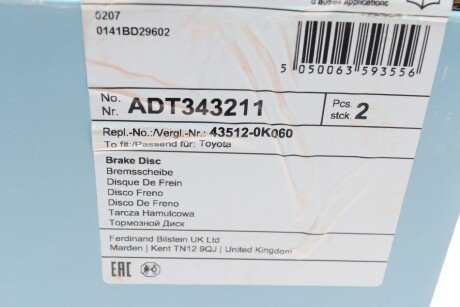 d'autres applications
0207
0141BD29602
5 050063 593556
No.
Nr. ADT343211
Pcs.
stck. 2
Repl.-No.:/Vergl.-Nr.: 43512-0K060
To fit:/Passend für: Toyota
Brake Disc
Bremsscheibe
Disque De Frein
Disco Freno
Disco De Freno
Tarcza Hamulcowa
Тормозной Диск
Ferdinand Bilstein UK Ltd
Marden | Kent TN12 9QJ | United Kingdom
EAC